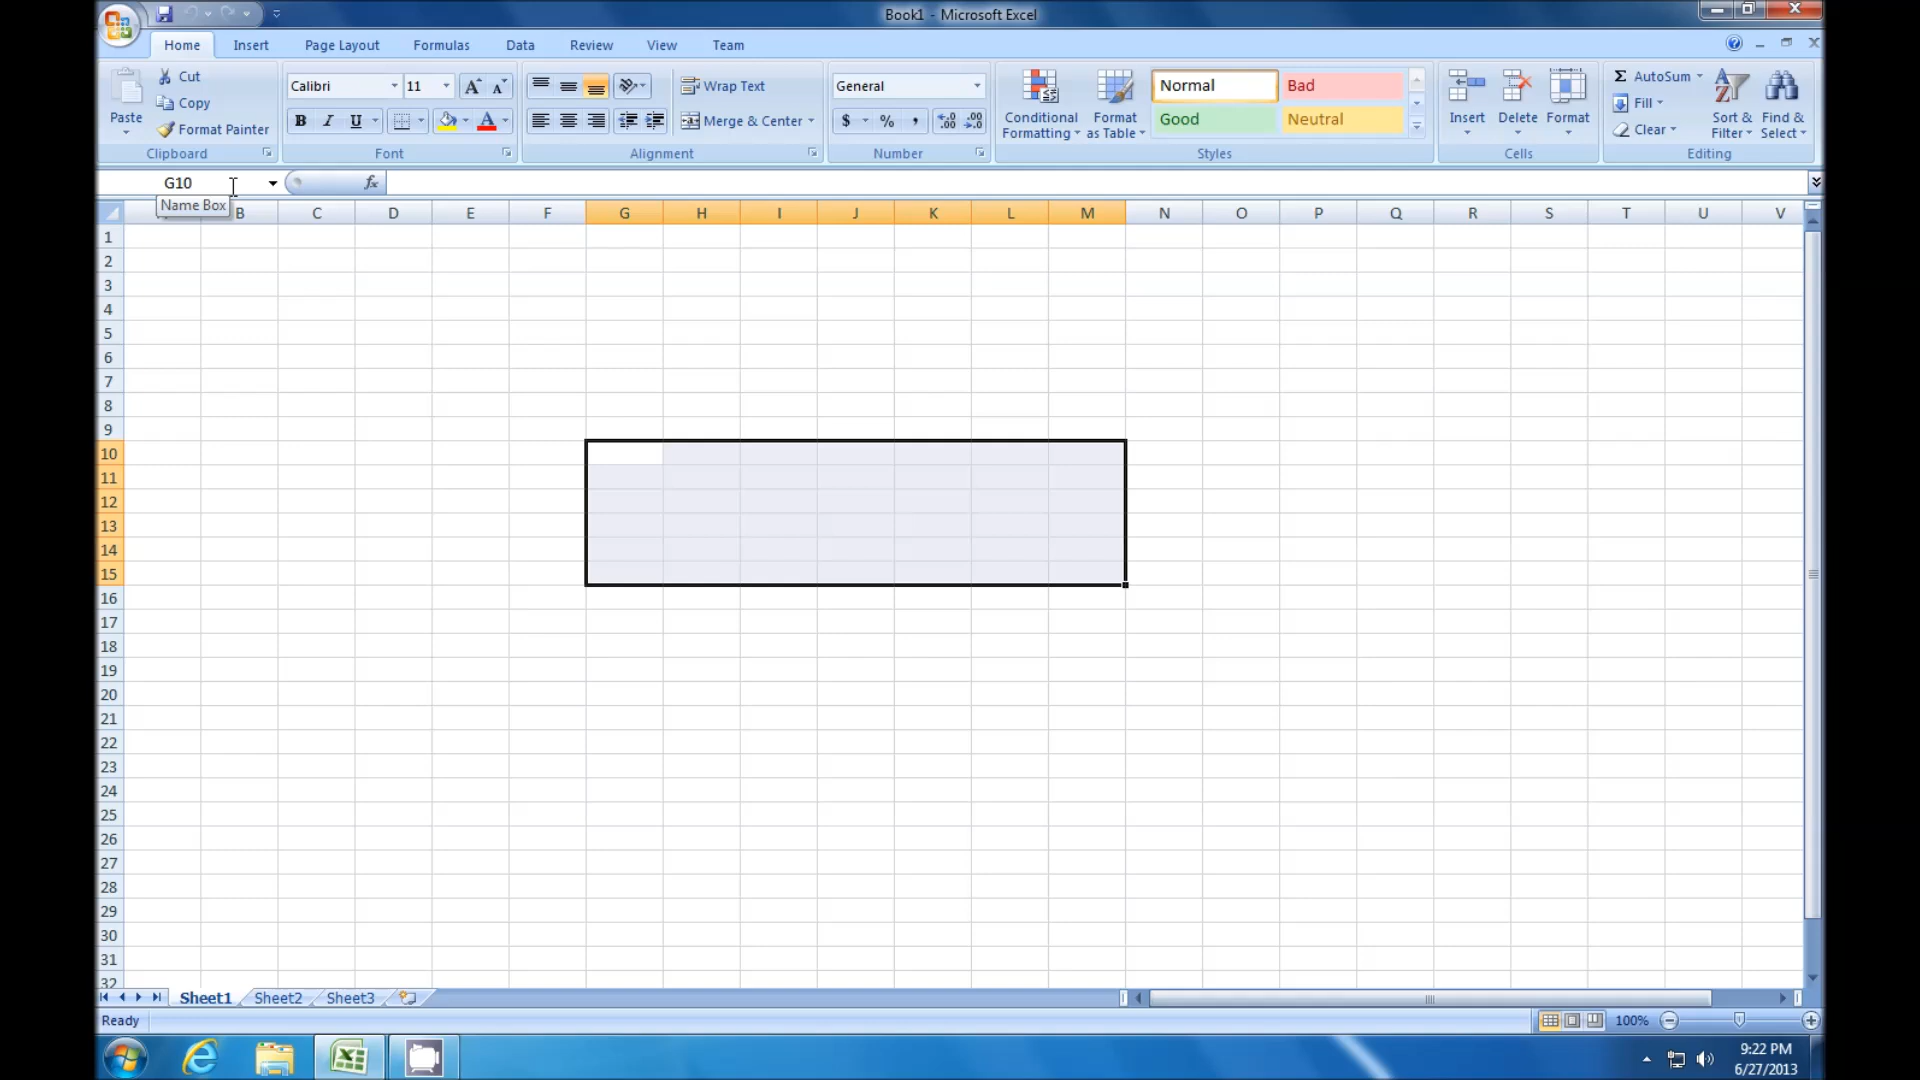 Book1 - Microsoft Excel
Home Insert Page Layout Formulas Data Review View Team
Paste
Cut
Copy
Format Painter
Clipboard
Calibri 11 A A
B I U A
Font
Wrap Text
Merge & Center
Alignment
General
$ % , .0 .00 .00 .0
Number
Conditional Formatting
Format as Table
Normal Bad
Good Neutral
Styles
Insert Delete Format
Cells
Σ AutoSum
Fill
Clear
Sort & Filter
Find & Select
Editing
G10 fx
Name Box
B C D E F G H I J K L M N O P Q R S T U V
1
2
3
4
5
6
7
8
9
10
11
12
13
14
15
16
17
18
19
20
21
22
23
24
25
26
27
28
29
30
31
32
Sheet1 Sheet2 Sheet3
Ready 100%
9:22 PM
6/27/2013